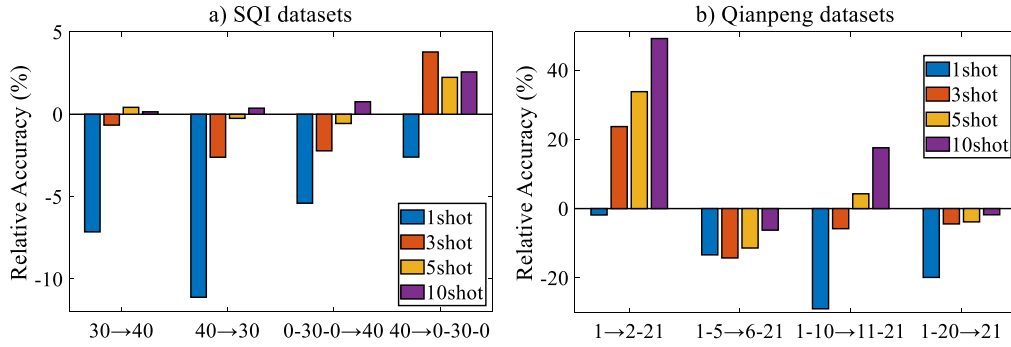 a) SQI datasets
Relative Accuracy (%)
5
0
-5
-10
1shot
3shot
5shot
10shot
30→40
40→30
0-30-0→40
40→0-30-0
b) Qianpeng datasets
Relative Accuracy (%)
40
20
0
-20
1shot
3shot
5shot
10shot
1→2-21
1-5→6-21
1-10→11-21
1-20→21